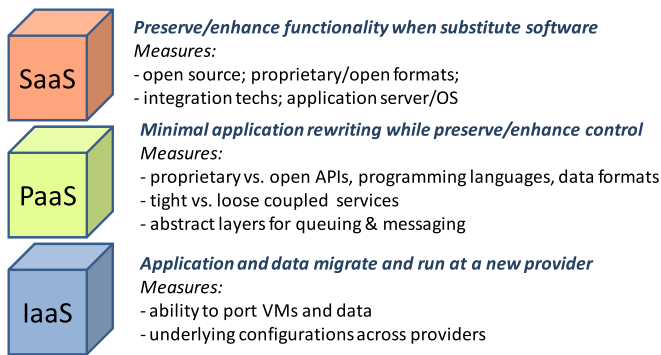 SaaS
Preserve/enhance functionality when substitute software
Measures:
- open source; proprietary/open formats;
- integration techs; application server/OS
PaaS
Minimal application rewriting while preserve/enhance control
Measures:
- proprietary vs. open APIs, programming languages, data formats
- tight vs. loose coupled services
- abstract layers for queuing & messaging
IaaS
Application and data migrate and run at a new provider
Measures:
- ability to port VMs and data
- underlying configurations across providers